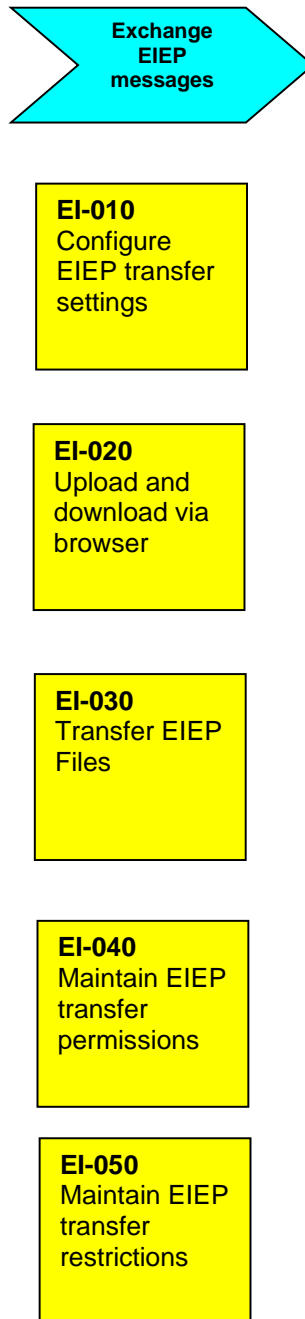 Exchange
EIEP
messages
EI-010
Configure
EIEP transfer
settings
EI-020
Upload and
download via
browser
EI-030
Transfer EIEP
Files
EI-040
Maintain EIEP
transfer
permissions
EI-050
Maintain EIEP
transfer
restrictions